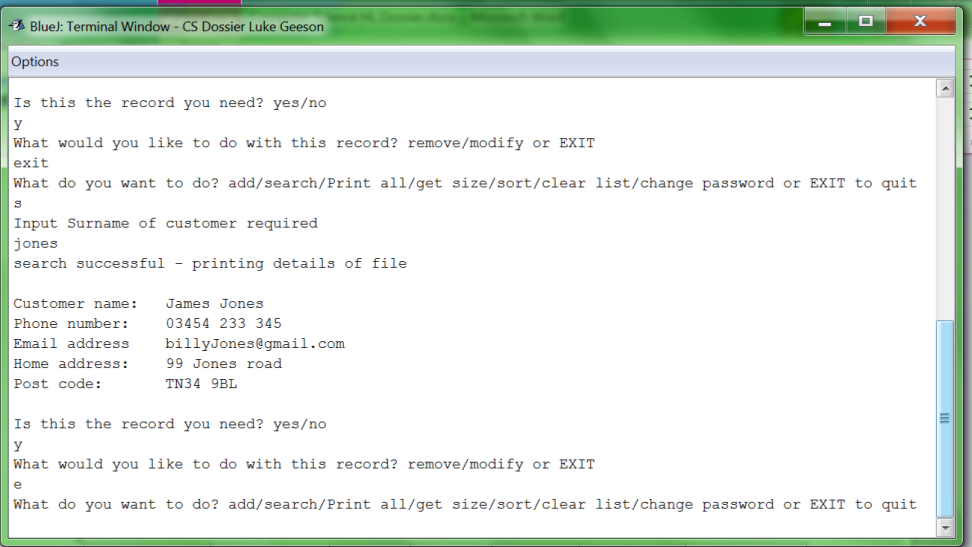 BlueJ: Terminal Window - CS Dossier Luke Geeson
Options
Is this the record you need? yes/no
y
What would you like to do with this record? remove/modify or EXIT
exit
What do you want to do? add/search/Print all/get size/sort/clear list/change password or EXIT to quit
s
Input Surname of customer required
jones
search successful - printing details of file
Customer name: James Jones
Phone number: 03454 233 345
Email address billyJones@gmail.com
Home address: 99 Jones road
Post code: TN34 9BL
Is this the record you need? yes/no
y
What would you like to do with this record? remove/modify or EXIT
e
What do you want to do? add/search/Print all/get size/sort/clear list/change password or EXIT to quit